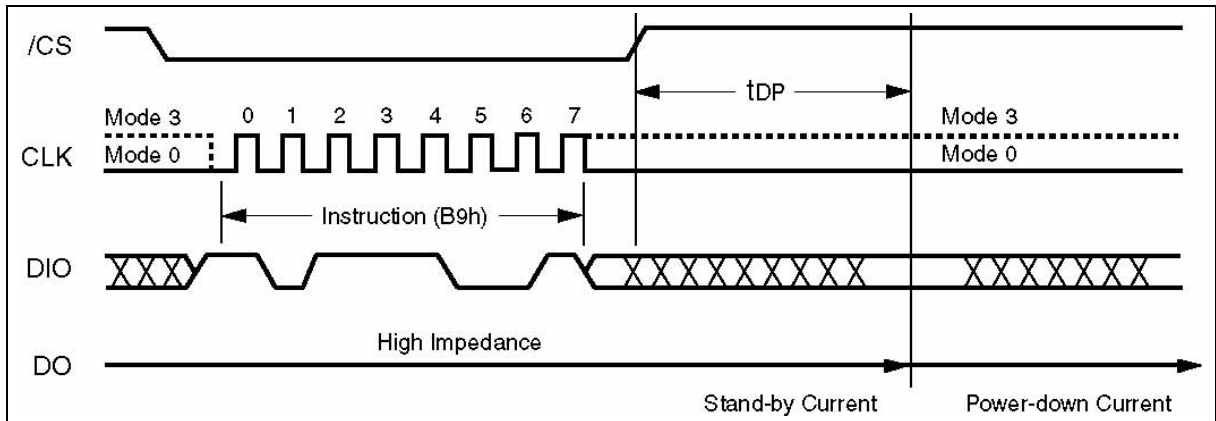 /CS
tDP
Mode 3 0 1 2 3 4 5 6 7 Mode 3
CLK Mode 0 Mode 0
Instruction (B9h)
DIO
High Impedance
DO
Stand-by Current Power-down Current